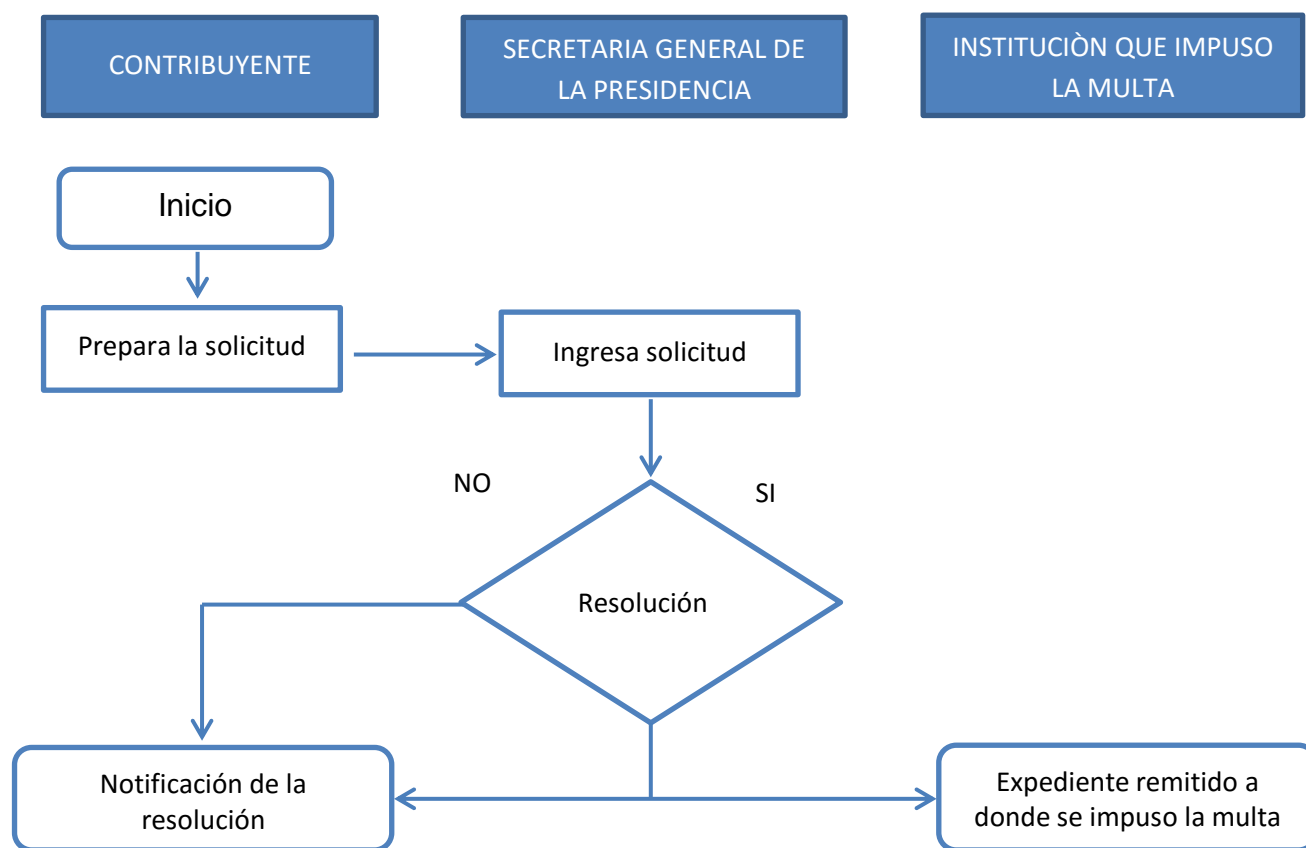 CONTRIBUYENTE
SECRETARIA GENERAL DE
LA PRESIDENCIA
INSTITUCIÒN QUE IMPUSO
LA MULTA
Inicio
Prepara la solicitud
Ingresa solicitud
NO
SI
Resolución
Notificación de la
resolución
Expediente remitido a
donde se impuso la multa